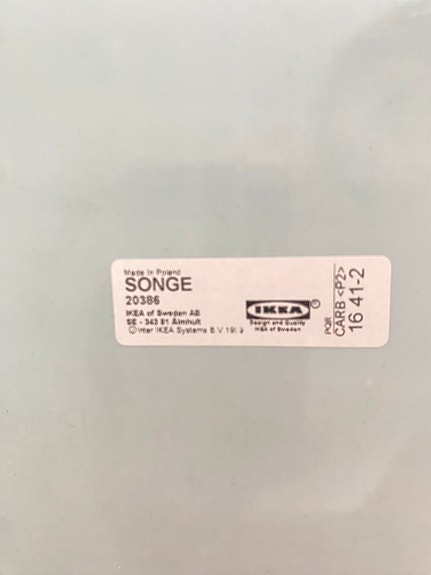 Made in Poland
SONGE
20386
IKEA of Sweden AB
SE - 343 81 Älmhult
© Inter IKEA Systems B.V.
IKEA®
Design and Quality
IKEA of Sweden
PQR
CARB <P2>
16 41-2